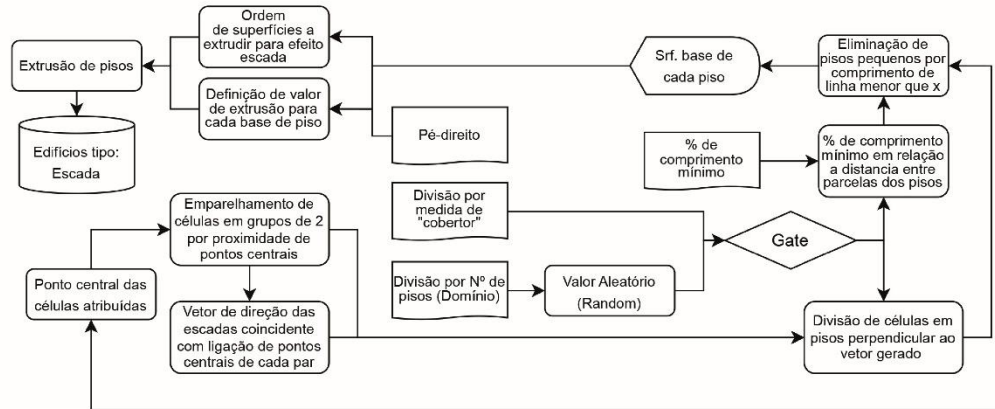 Extrusão de pisos
Ordem
de superfícies a
extrudir para efeito
escada
Definição de valor
de extrusão para
cada base de piso
Edifícios tipo:
Escada
Pé-direito
Srf. base de
cada piso
Eliminação de
pisos pequenos por
comprimento de
linha menor que x
% de
comprimento
mínimo
% de comprimento
mínimo em relação
a distancia entre
parcelas dos pisos
Emparelhamento de
células em grupos de 2
por proximidade de
pontos centrais
Divisão por
medida de
"cobertor"
Gate
Ponto central das
células atribuídas
Divisão por Nº de
pisos (Domínio)
Valor Aleatório
(Random)
Vetor de direção das
escadas coincidente
com ligação de pontos
centrais de cada par
Divisão de células em
pisos perpendicular ao
vetor gerado